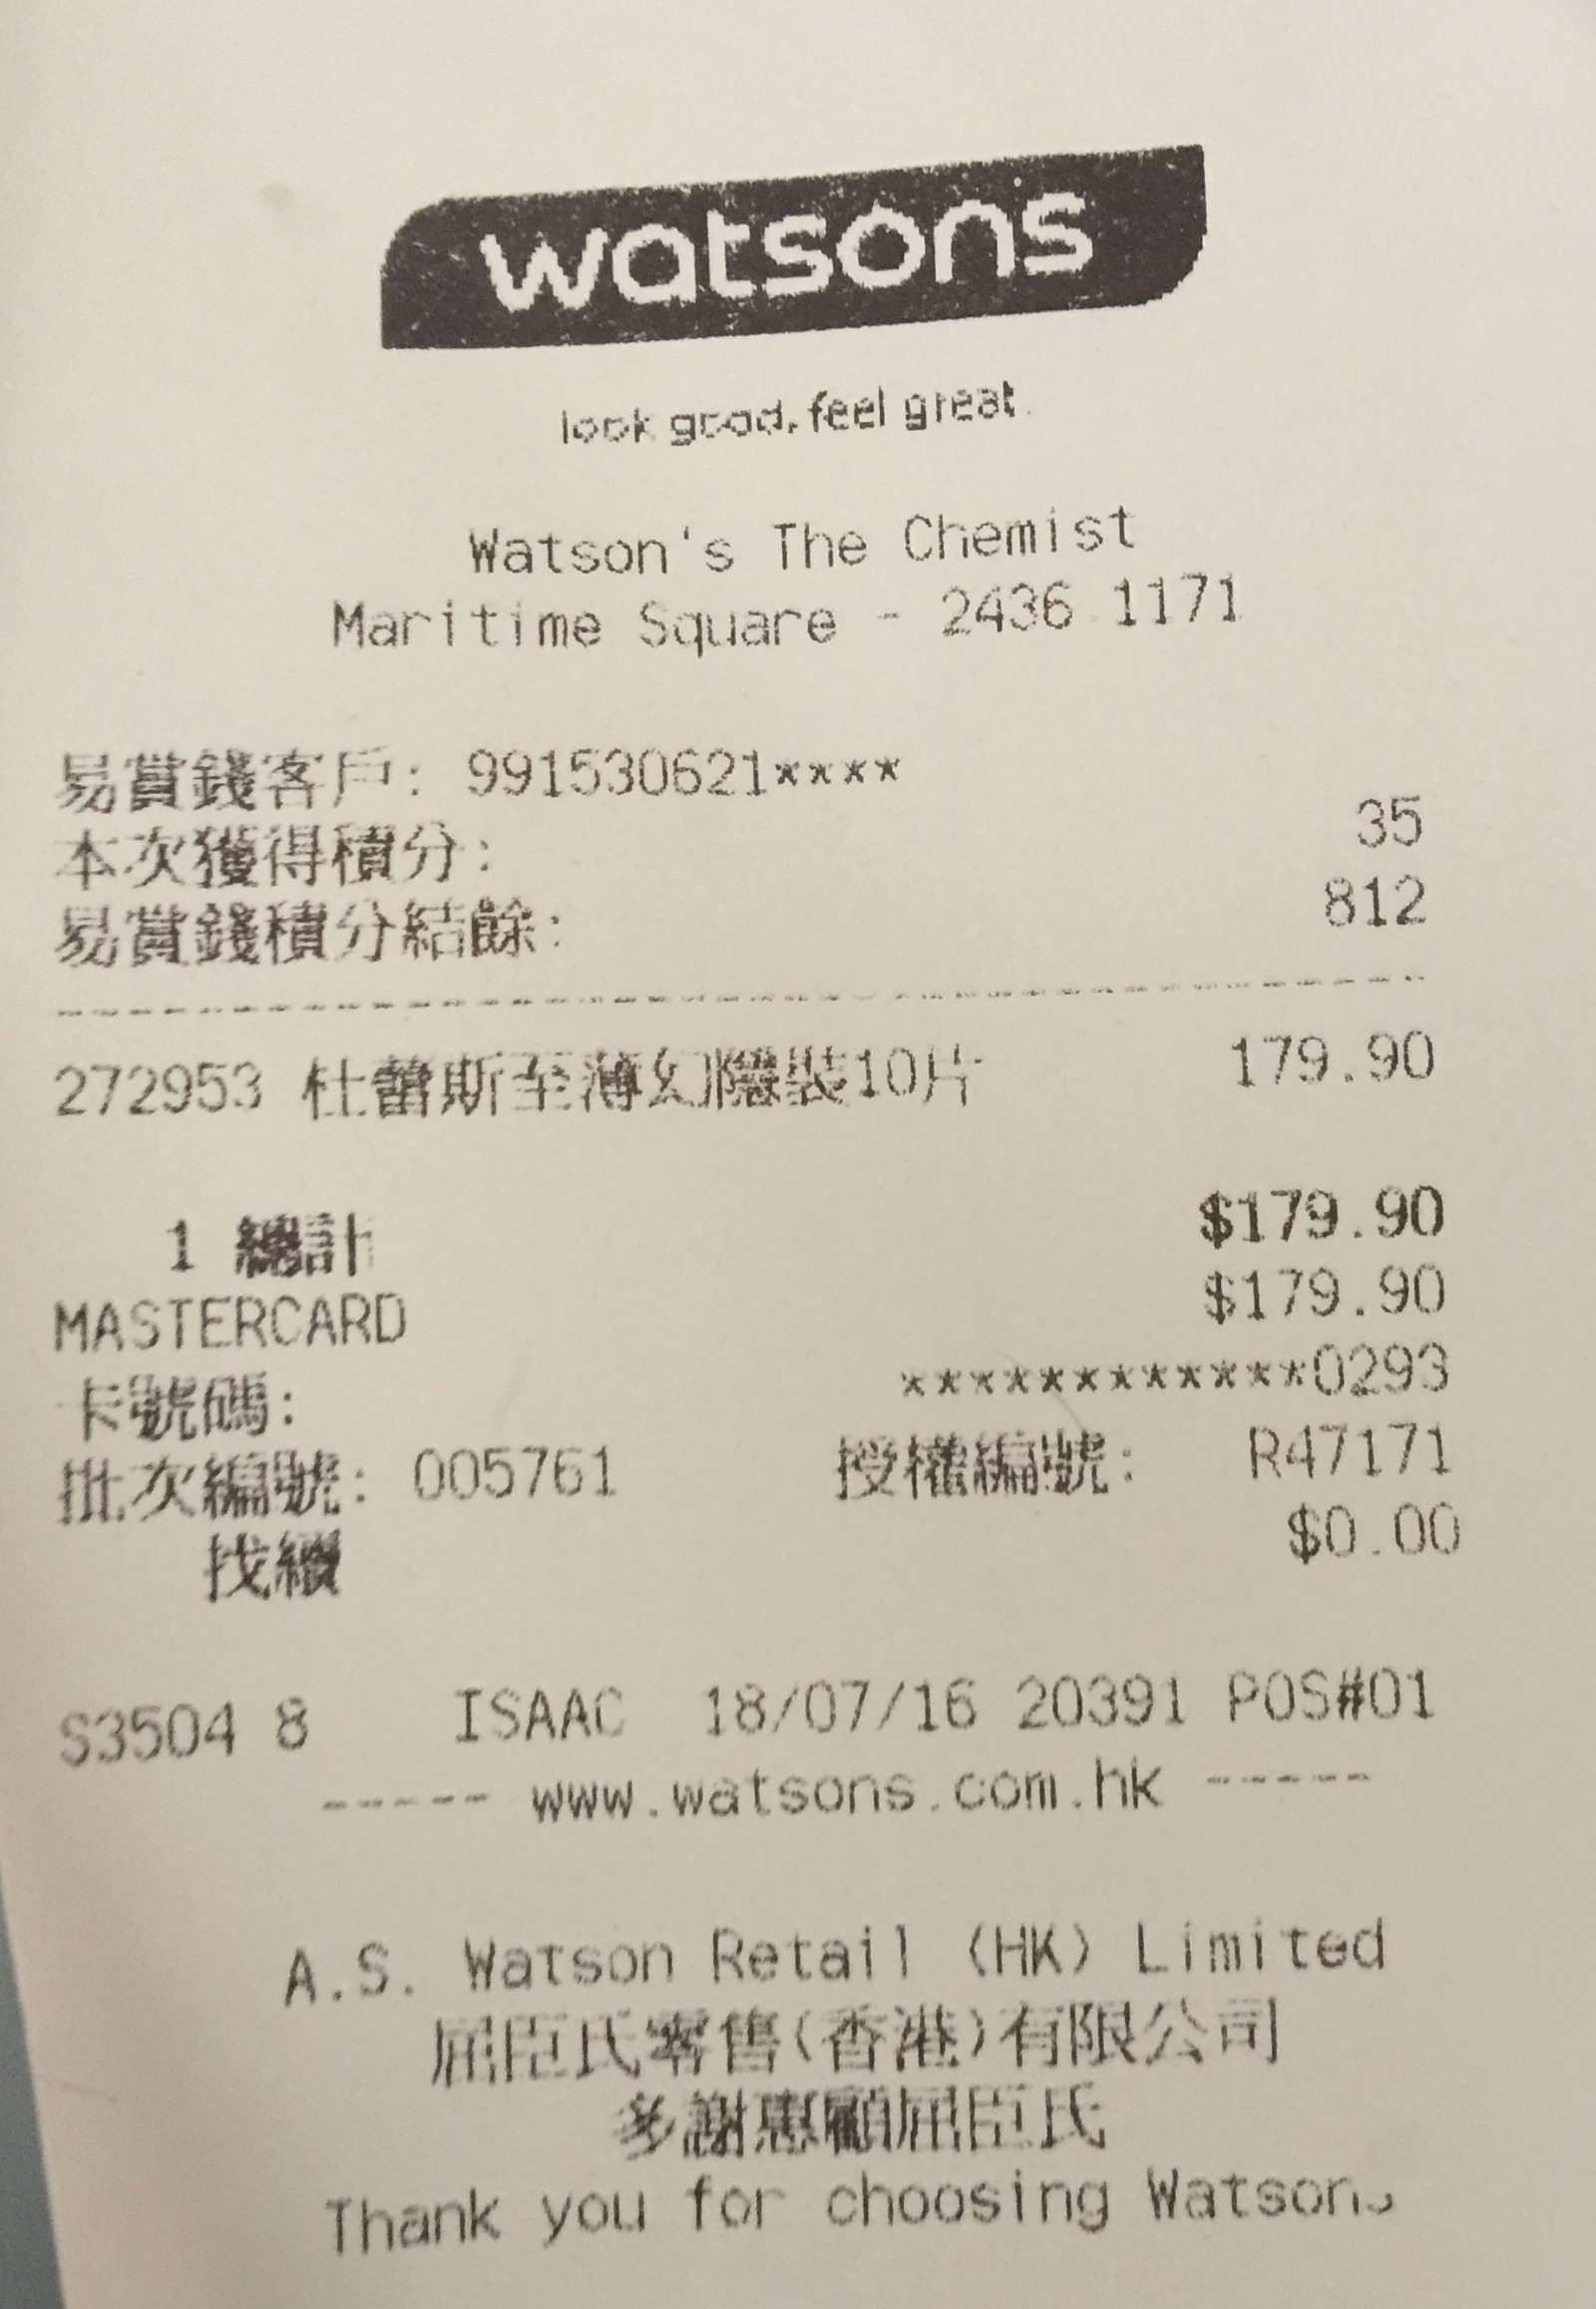 watsons
look good, feel great.
Watson's The Chemist
Maritime Square - 2436 1171
易賞錢客戶: 991530621****
本次獲得積分: 35
易賞錢積分結餘: 812
272953 杜蕾斯至薄幻隱裝10片 179.90
1 總計 $179.90
MASTERCARD $179.90
卡號碼: ************0293
批次編號: 005761 授權編號: R47171
找續 $0.00
S3504 8 ISAAC 18/07/16 20391 POS#01
----- www.watsons.com.hk -----
A.S. Watson Retail (HK) Limited
屈臣氏零售(香港)有限公司
多謝惠顧屈臣氏
Thank you for choosing Watsons